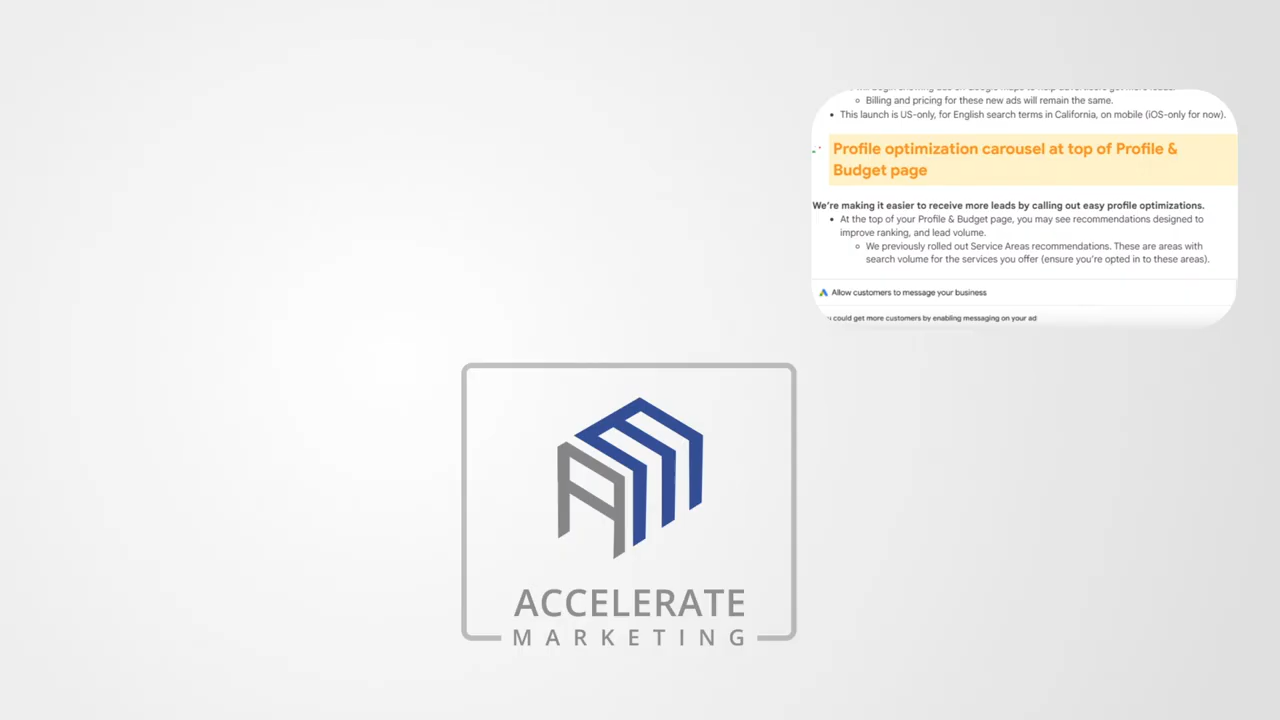 Billing and pricing for these new ads will remain the same.
This launch is US-only, for English search terms in California, on mobile (iOS-only for now).
Profile optimization carousel at top of Profile &
Budget page
We're making it easier to receive more leads by calling out easy profile optimizations.
At the top of your Profile & Budget page, you may see recommendations designed to
improve ranking, and lead volume.
We previously rolled out Service Areas recommendations. These are areas with
search volume for the services you offer (ensure you're opted in to these areas).
Allow customers to message your business
could get more customers by enabling messaging on your ad
ACCELERATE
MARKETING